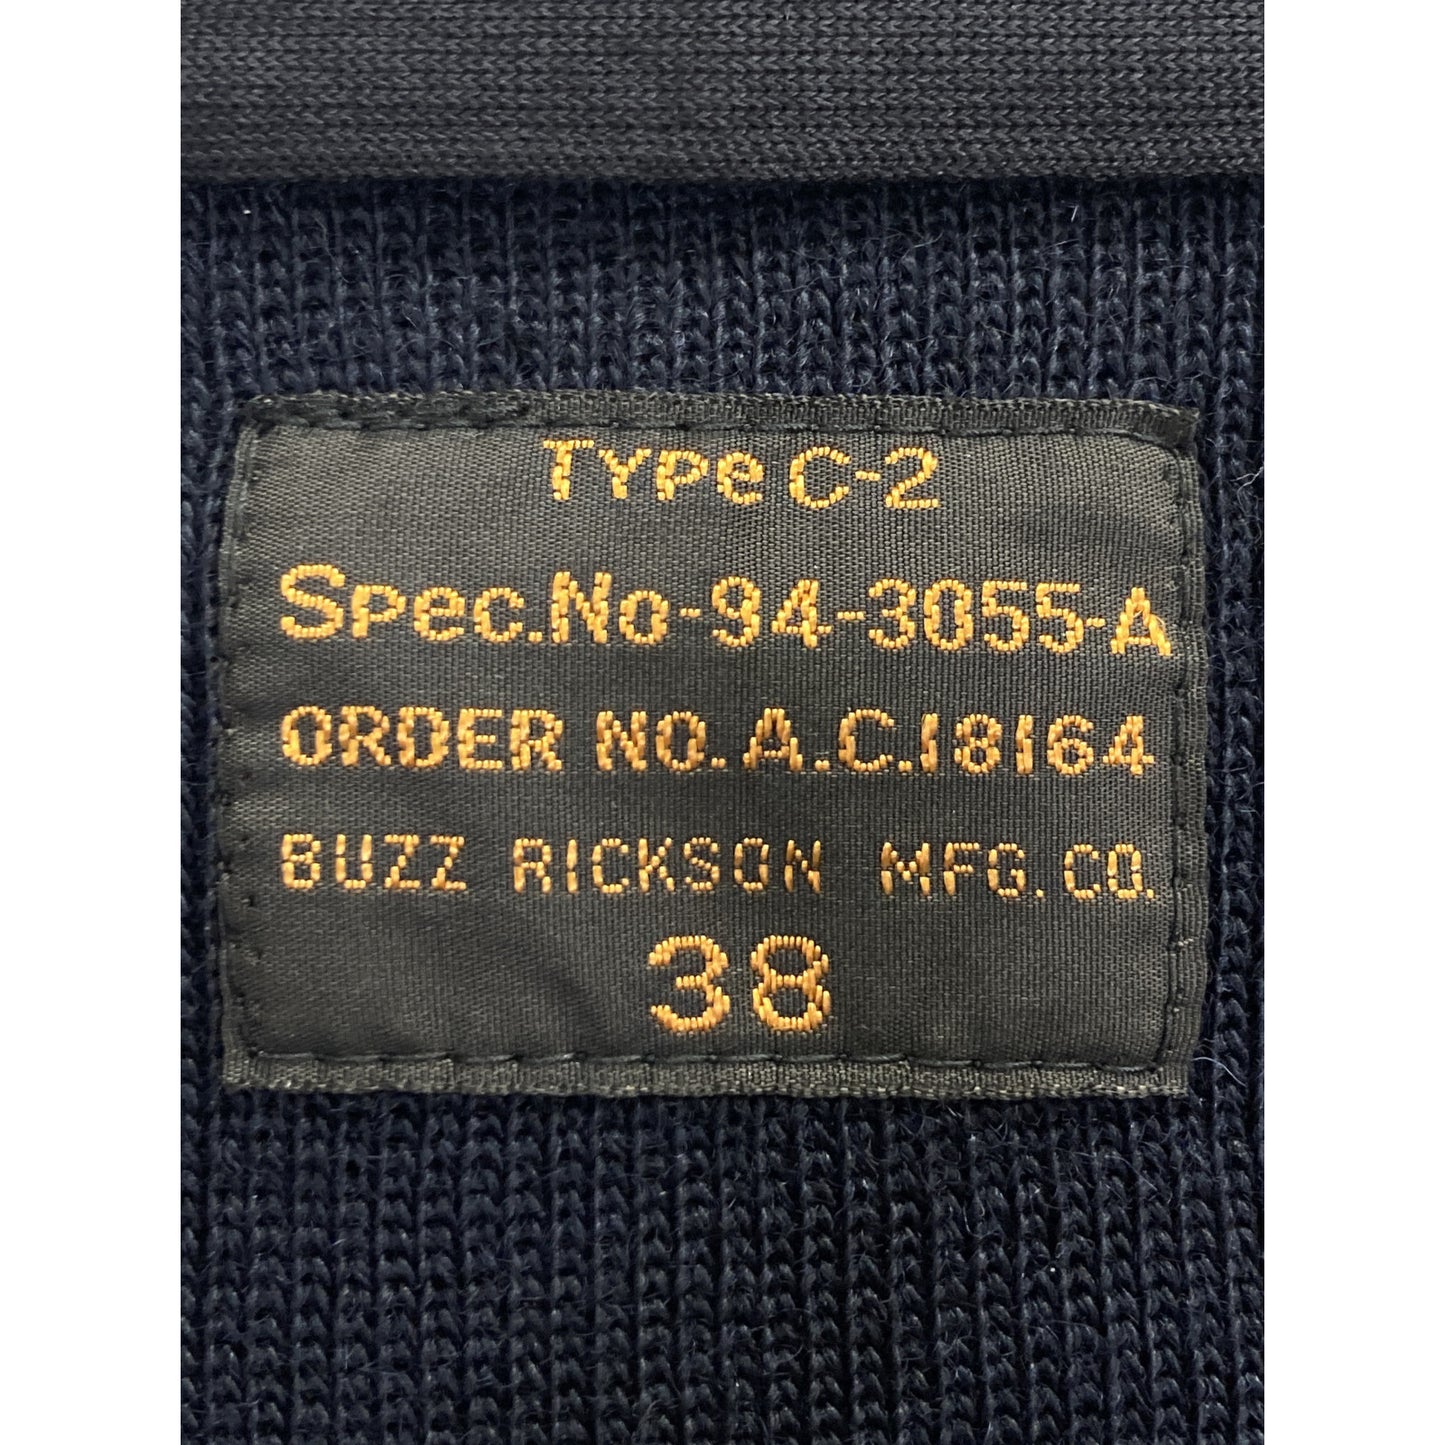 TYPe C-2
Spec.No-94-3055-A
ORDER NO. A.C.18164
BUZZ RICKSON MFG. CO.
38